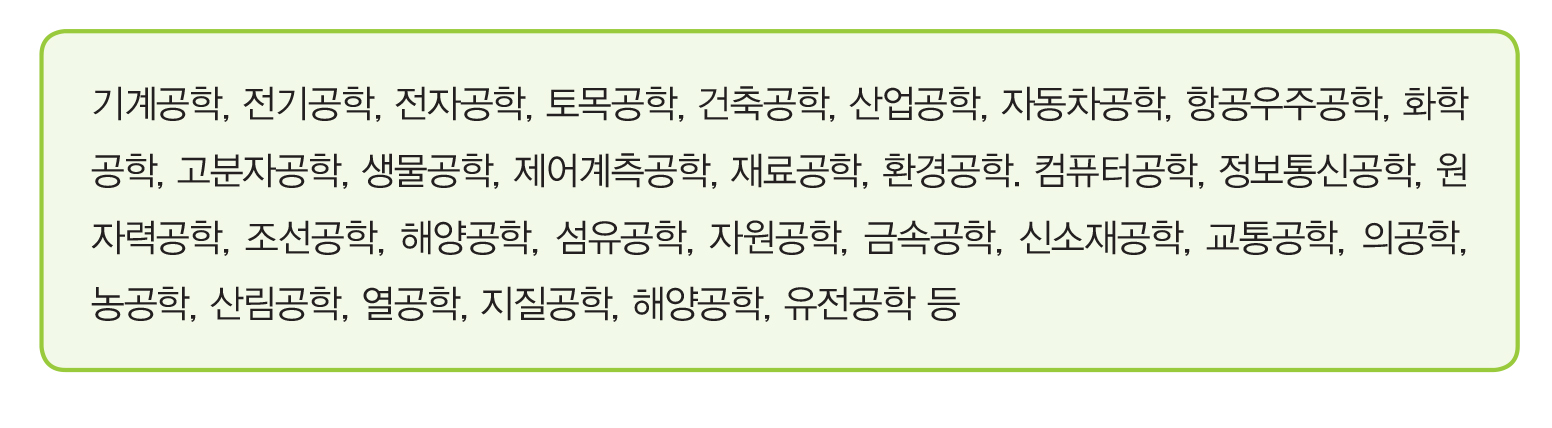 기계공학, 전기공학, 전자공학, 토목공학, 건축공학, 산업공학, 자동차공학, 항공우주공학, 화학
공학, 고분자공학, 생물공학, 제어계측공학, 재료공학, 환경공학. 컴퓨터공학, 정보통신공학, 원
자력공학, 조선공학, 해양공학, 섬유공학, 자원공학, 금속공학, 신소재공학, 교통공학, 의공학,
농공학, 산림공학, 열공학, 지질공학, 해양공학, 유전공학 등